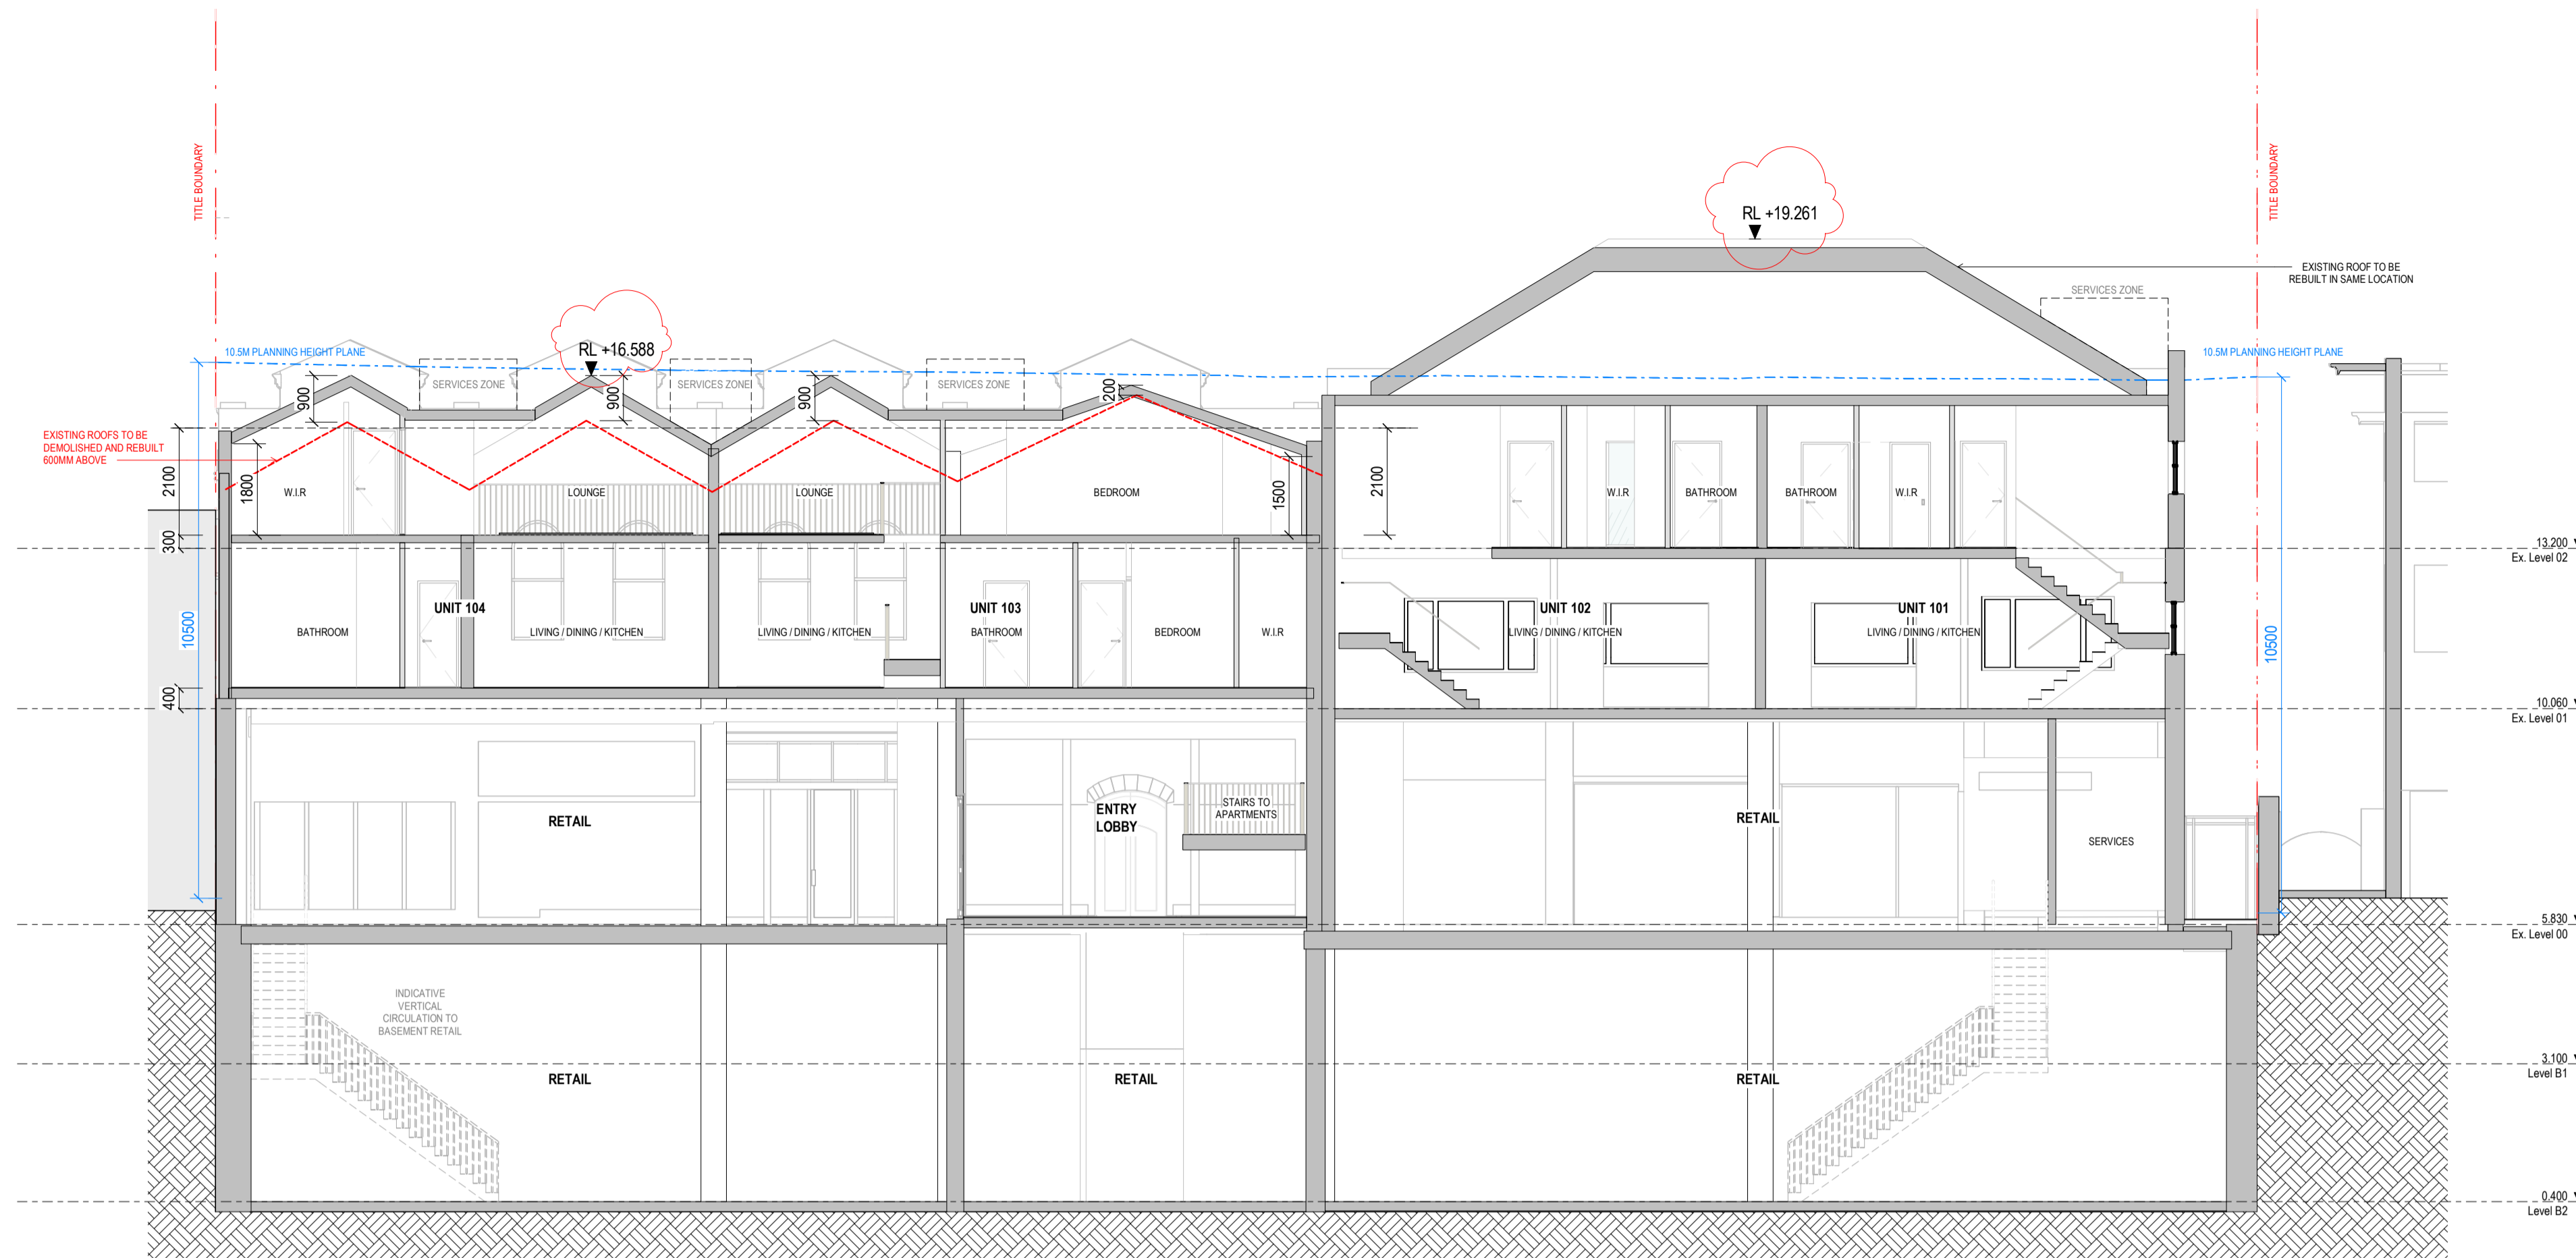 TITLE BOUNDARY
TITLE BOUNDARY
RL +19.261
EXISTING ROOF TO BE
REBUILT IN SAME LOCATION
SERVICES ZONE
10.5M PLANNING HEIGHT PLANE
RL +16.588
10.5M PLANNING HEIGHT PLANE
SERVICES ZONE
SERVICES ZONE
SERVICES ZONE
900
900
900
200
EXISTING ROOFS TO BE
DEMOLISHED AND REBUILT
600MM ABOVE
2100
1800
W.I.R
LOUNGE
LOUNGE
BEDROOM
1500
2100
W.I.R
BATHROOM
BATHROOM
W.I.R
300
13.200
Ex. Level 02
10500
UNIT 104
UNIT 103
UNIT 102
UNIT 101
BATHROOM
LIVING / DINING / KITCHEN
LIVING / DINING / KITCHEN
BATHROOM
BEDROOM
W.I.R
LIVING / DINING / KITCHEN
LIVING / DINING / KITCHEN
10500
400
10.060
Ex. Level 01
RETAIL
ENTRY
LOBBY
STAIRS TO
APARTMENTS
RETAIL
SERVICES
5.830
Ex. Level 00
INDICATIVE
VERTICAL
CIRCULATION TO
BASEMENT RETAIL
3.100
Level B1
RETAIL
RETAIL
RETAIL
0.400
Level B2